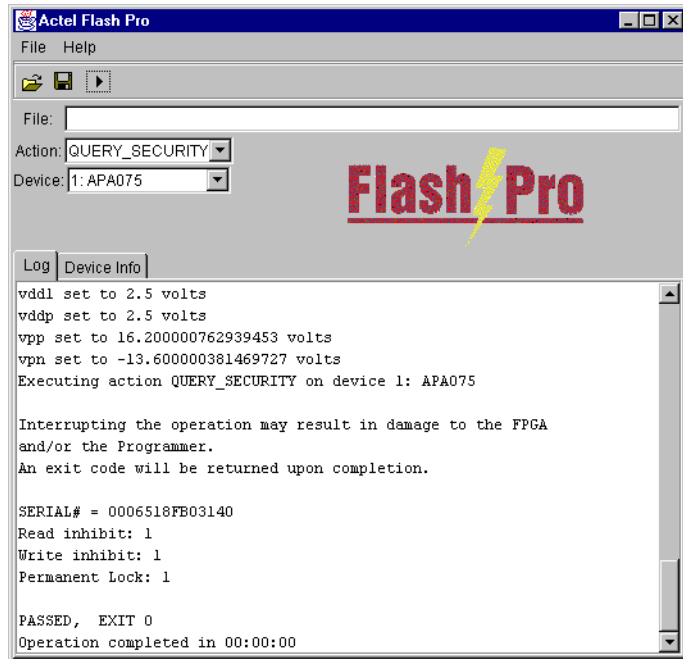 Actel Flash Pro
File Help
File:
Action: QUERY_SECURITY
Device: 1: APA075
Flash Pro
Log Device Info
vddl set to 2.5 volts
vddp set to 2.5 volts
vpp set to 16.200000762939453 volts
vpn set to -13.600000381469727 volts
Executing action QUERY_SECURITY on device 1: APA075
Interrupting the operation may result in damage to the FPGA
and/or the Programmer.
An exit code will be returned upon completion.
SERIAL# = 0006518FB03140
Read inhibit: 1
Write inhibit: 1
Permanent Lock: 1
PASSED, EXIT 0
Operation completed in 00:00:00